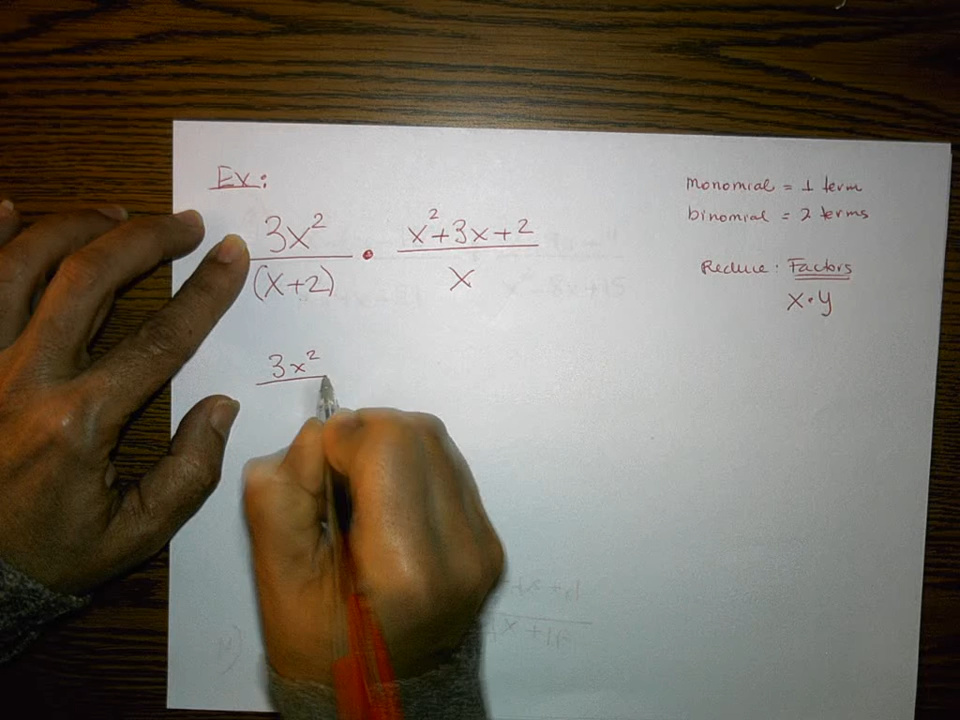 Ex:
3x² / (x+2) • x²+3x+2 / x
3x²
monomial = 1 term
binomial = 2 terms
Reduce: Factors
x•y